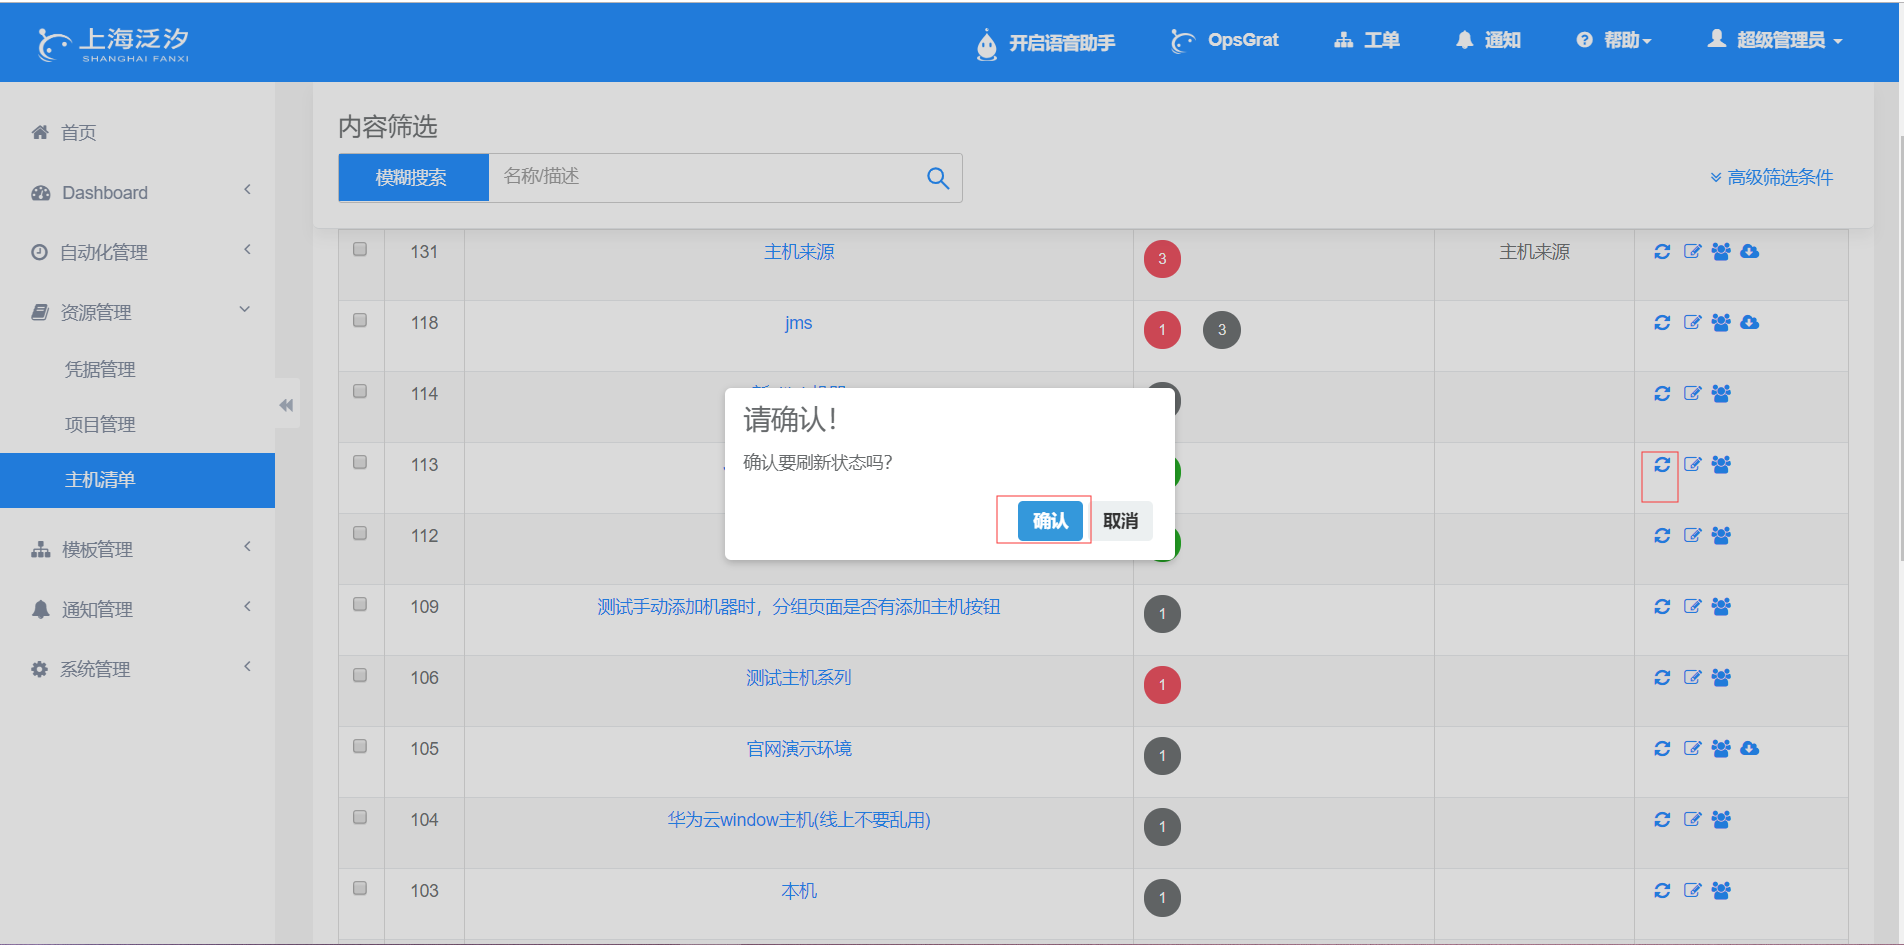 上海泛汐
SHANGHAI FANXI
开启语音助手
OpsGrat
工单
通知
帮助
超级管理员
首页
Dashboard
自动化管理
资源管理
凭据管理
项目管理
主机清单
模板管理
通知管理
系统管理
内容筛选
模糊搜索 名称/描述
高级筛选条件
131 主机来源 3 主机来源
118 jms 1 3
114
113
112
请确认!
确认要刷新状态吗?
确认 取消
109 测试手动添加机器时，分组页面是否有添加主机按钮 1
106 测试主机系列 1
105 官网演示环境 1
104 华为云window主机(线上不要乱用) 1
103 本机 1